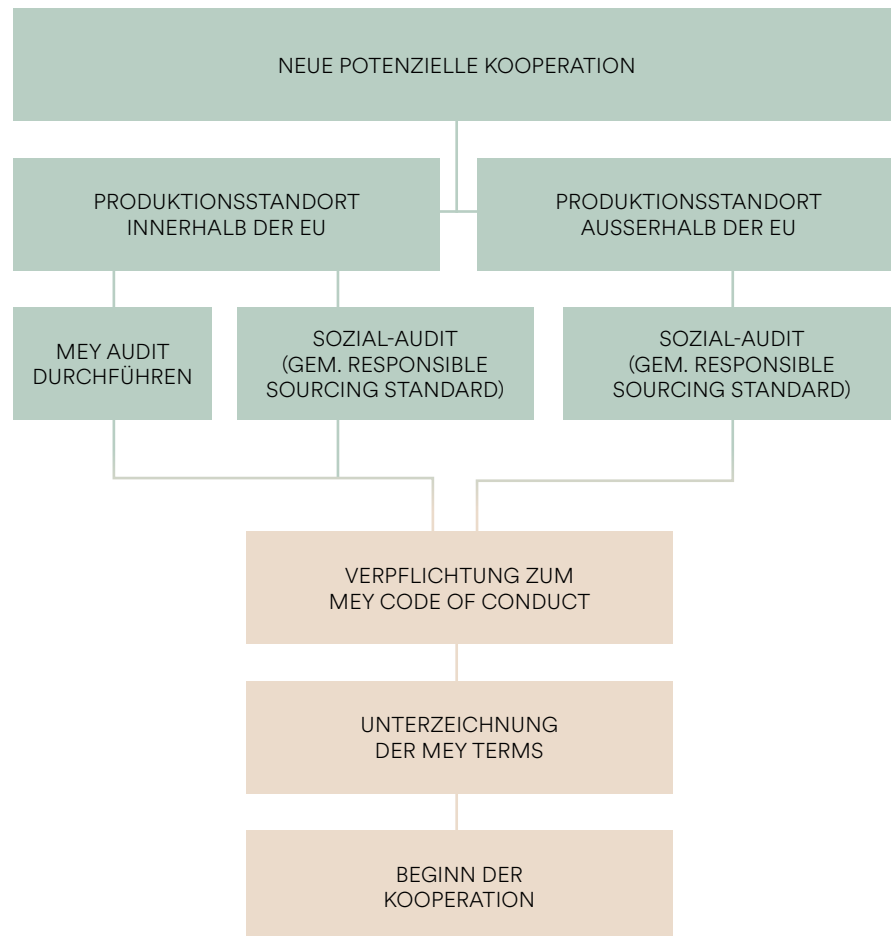 NEUE POTENZIELLE KOOPERATION
PRODUKTIONSSTANDORT
INNERHALB DER EU
PRODUKTIONSSTANDORT
AUSSERHALB DER EU
MEY AUDIT
DURCHFÜHREN
SOZIAL-AUDIT
(GEM. RESPONSIBLE
SOURCING STANDARD)
SOZIAL-AUDIT
(GEM. RESPONSIBLE
SOURCING STANDARD)
VERPFLICHTUNG ZUM
MEY CODE OF CONDUCT
UNTERZEICHNUNG
DER MEY TERMS
BEGINN DER
KOOPERATION